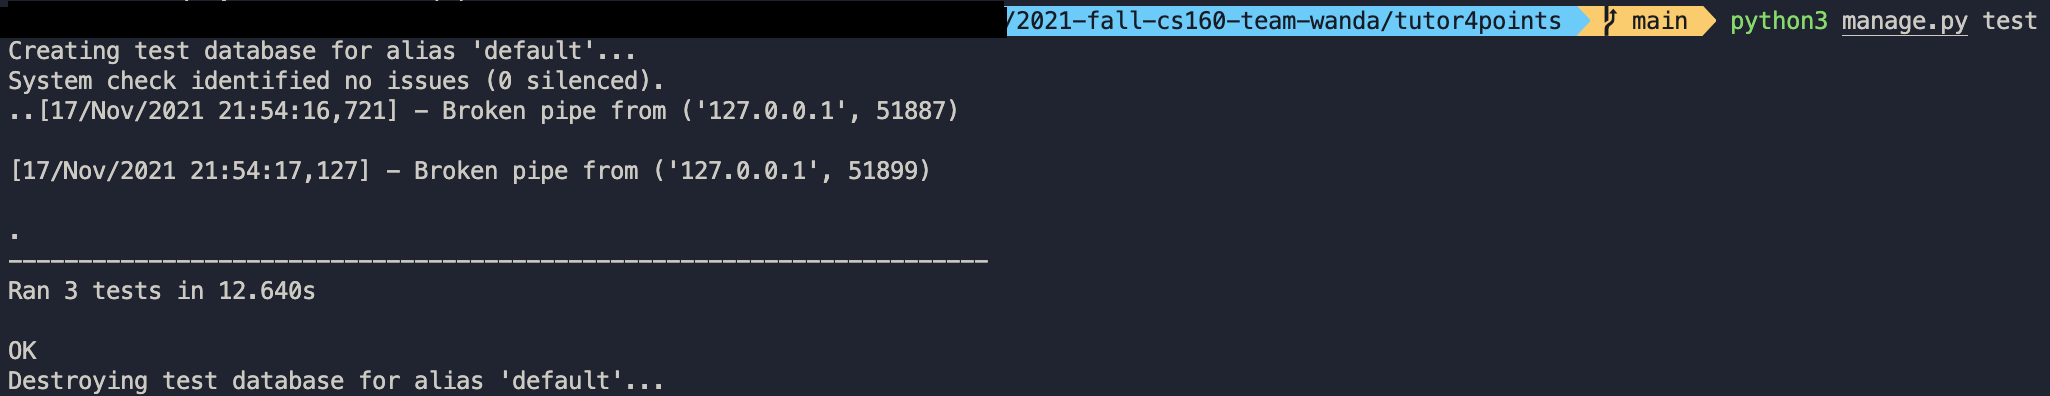 /2021-fall-cs160-team-wanda/tutor4points main python3 manage.py test
Creating test database for alias 'default'...
System check identified no issues (0 silenced).
..[17/Nov/2021 21:54:16,721] - Broken pipe from ('127.0.0.1', 51887)
[17/Nov/2021 21:54:17,127] - Broken pipe from ('127.0.0.1', 51899)
.
----------------------------------------------------------------------
Ran 3 tests in 12.640s
OK
Destroying test database for alias 'default'...